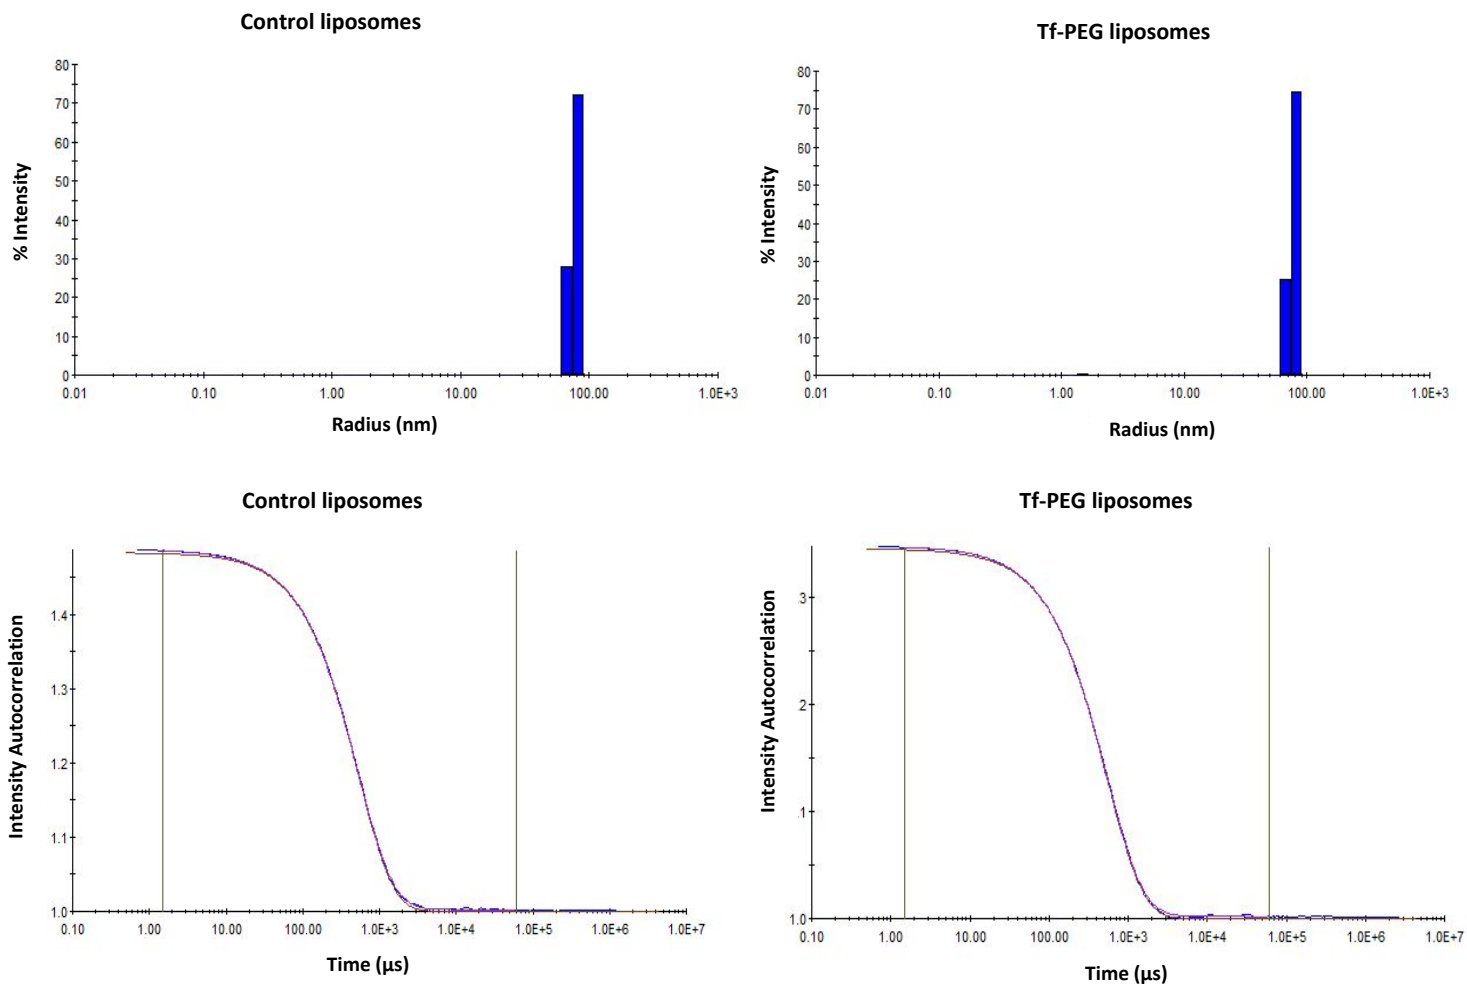 Control liposomes
80
70
60
50
40
30
20
10
0
% Intensity
0.01 0.10 1.00 10.00 100.00 1.0E+3
Radius (nm)
Tf-PEG liposomes
80
70
60
50
40
30
20
10
0
% Intensity
0.01 0.10 1.00 10.00 100.00 1.0E+3
Radius (nm)
Control liposomes
1.4
1.3
1.2
1.1
1.0
Intensity Autocorrelation
0.10 1.00 10.00 100.00 1.0E+3 1.0E+4 1.0E+5 1.0E+6 1.0E+7
Time (µs)
Tf-PEG liposomes
3
.2
.1
1.0
Intensity Autocorrelation
0.10 1.00 10.00 100.00 1.0E+3 1.0E+4 1.0E+5 1.0E+6 1.0E+7
Time (µs)